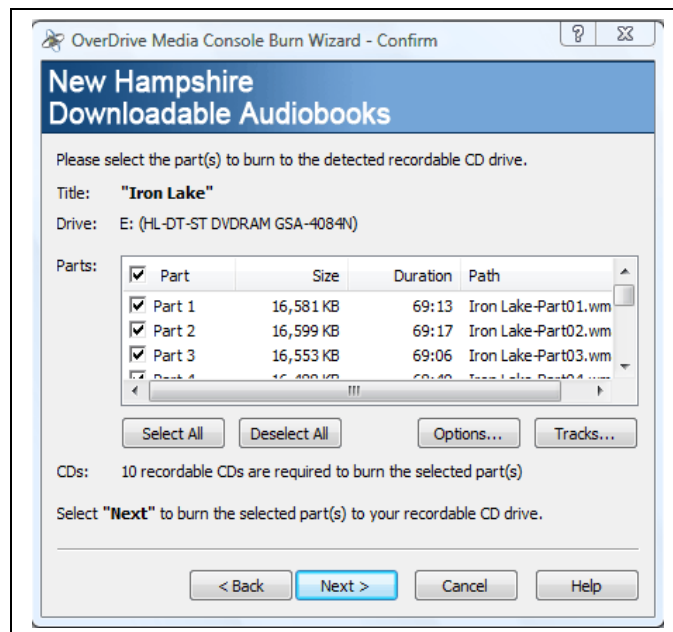 OverDrive Media Console Burn Wizard - Confirm
New Hampshire
Downloadable Audiobooks
Please select the part(s) to burn to the detected recordable CD drive.
Title: "Iron Lake"
Drive: E: (HL-DT-ST DVDRAM GSA-4084N)
Parts:
Part Size Duration Path
Part 1 16,581 KB 69:13 Iron Lake-Part01.wm
Part 2 16,599 KB 69:17 Iron Lake-Part02.wm
Part 3 16,553 KB 69:06 Iron Lake-Part03.wm
Select All Deselect All Options... Tracks...
CDs: 10 recordable CDs are required to burn the selected part(s)
Select "Next" to burn the selected part(s) to your recordable CD drive.
< Back Next > Cancel Help